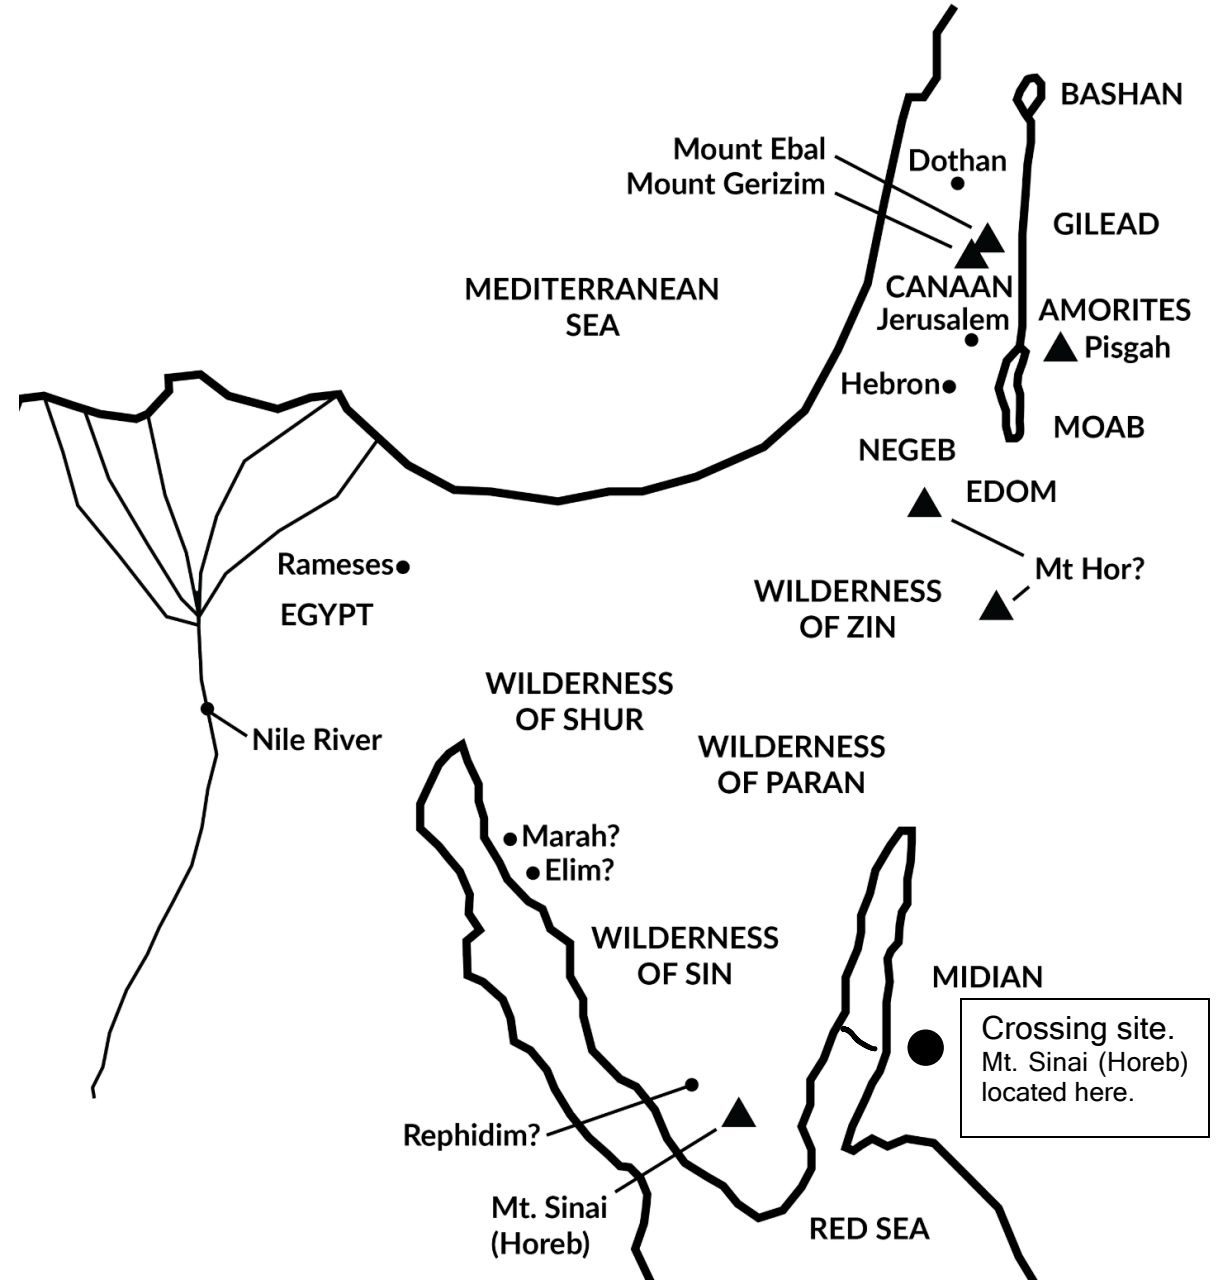 BASHAN
Mount Ebal
Dothan
Mount Gerizim
GILEAD
MEDITERRANEAN
SEA
CANAAN
AMORITES
Jerusalem
Pisgah
Hebron
MOAB
NEGEB
EDOM
Rameses
Mt Hor?
EGYPT
WILDERNESS
OF ZIN
WILDERNESS
OF SHUR
Nile River
WILDERNESS
OF PARAN
Marah?
Elim?
WILDERNESS
OF SIN
MIDIAN
Crossing site.
Mt. Sinai (Horeb)
located here.
Rephidim?
Mt. Sinai
(Horeb)
RED SEA